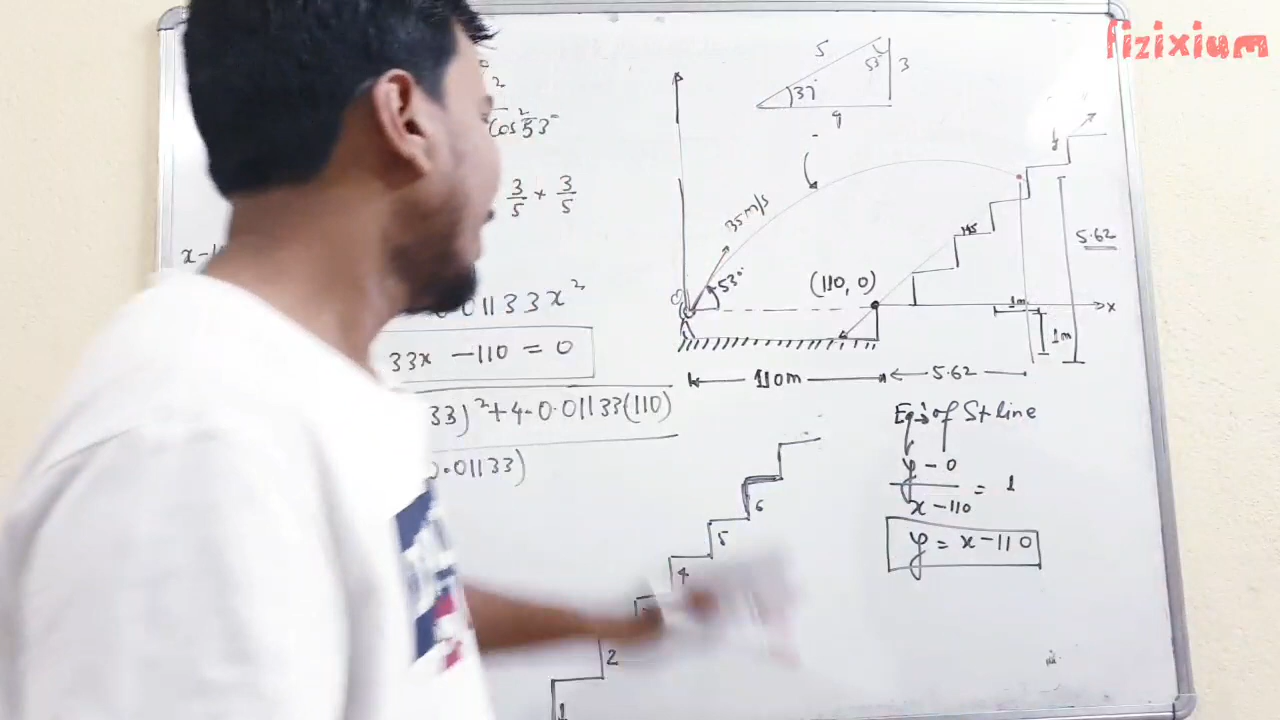 fizixium
cos²53°
3/5 × 3/5
x-1
01133x²
33x - 110 = 0
33)² + 4 - 0.01133(110)
0.01133)
5
53°
3
37°
35 m/s
53°
(110, 0)
5.62
1m
x
1m
110m
5.62
Eqn of St line
y - 0
x - 110
= 1
y = x - 110
6
5
4
2
1